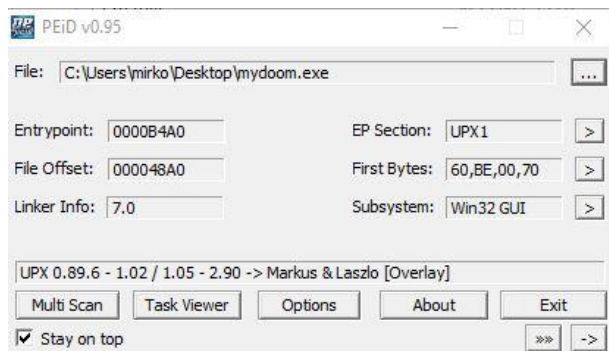 PEiD v0.95
File: C:\Users\mirko\Desktop\mydoom.exe ...
Entrypoint: 0000B4A0 EP Section: UPX1 >
File Offset: 000048A0 First Bytes: 60,BE,00,70 >
Linker Info: 7.0 Subsystem: Win32 GUI >
UPX 0.89.6 - 1.02 / 1.05 - 2.90 -> Markus & Laszlo [Overlay]
Multi Scan Task Viewer Options About Exit
Stay on top »» ->